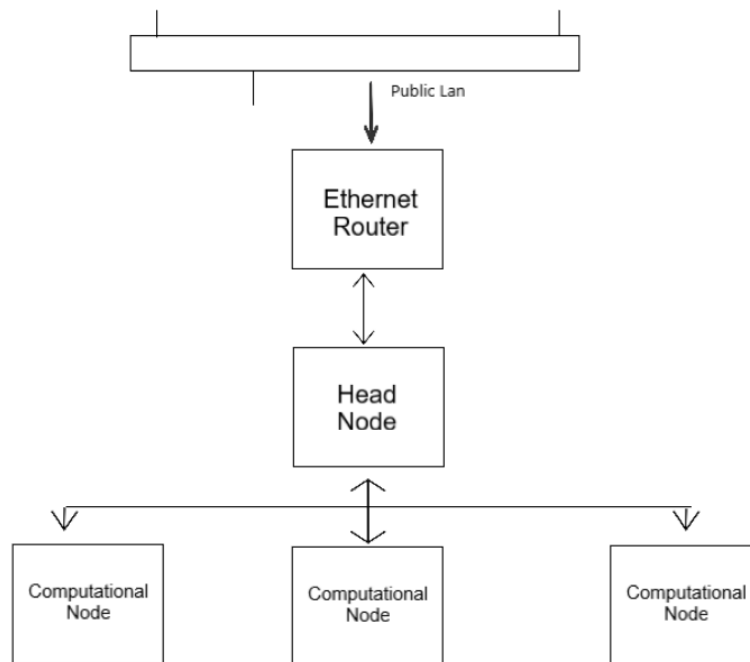 Public Lan
Ethernet
Router
Head
Node
Computational
Node
Computational
Node
Computational
Node